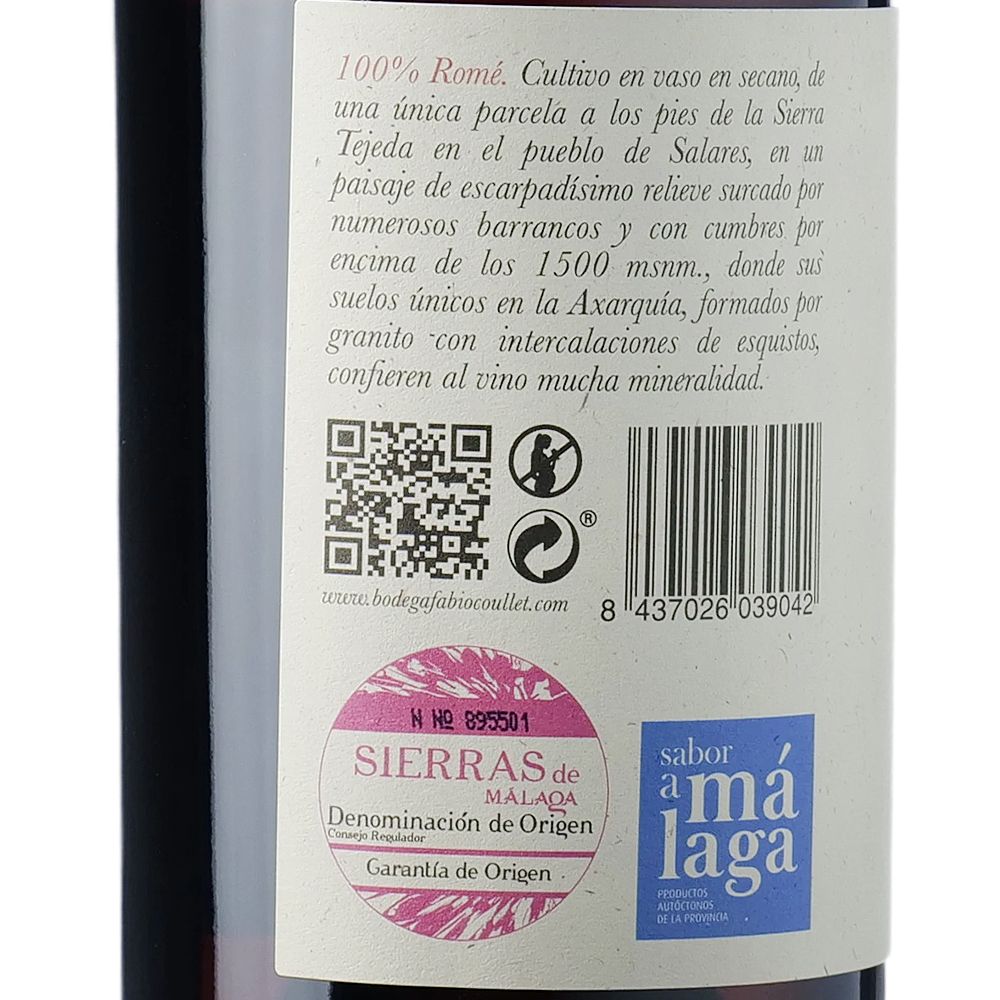 100% Romé. Cultivo en vaso en secano, de
una única parcela a los pies de la Sierra
Tejeda en el pueblo de Salares, en un
paisaje de escarpadísimo relieve surcado por
numerosos barrancos y con cumbres por
encima de los 1500 msnm., donde sus
suelos únicos en la Axarquía, formados por
granito con intercalaciones de esquistos,
confieren al vino mucha mineralidad.
®
www.bodegafabiocoullet.com
8 437026 039042
N Nº 895501
SIERRAS de
MÁLAGA
Denominación de Origen
Consejo Regulador
Garantía de Origen
sabor
a má
laga
PRODUCTOS
AUTÓCTONOS
DE LA PROVINCIA